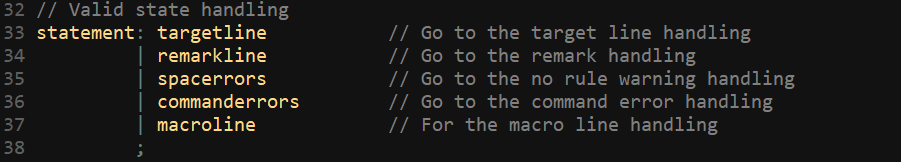 32 // Valid state handling
33 statement: targetline // Go to the target line handling
34 | remarkline // Go to the remark handling
35 | spacerrors // Go to the no rule warning handling
36 | commanderrors // Go to the command error handling
37 | macroline // For the macro line handling
38 ;